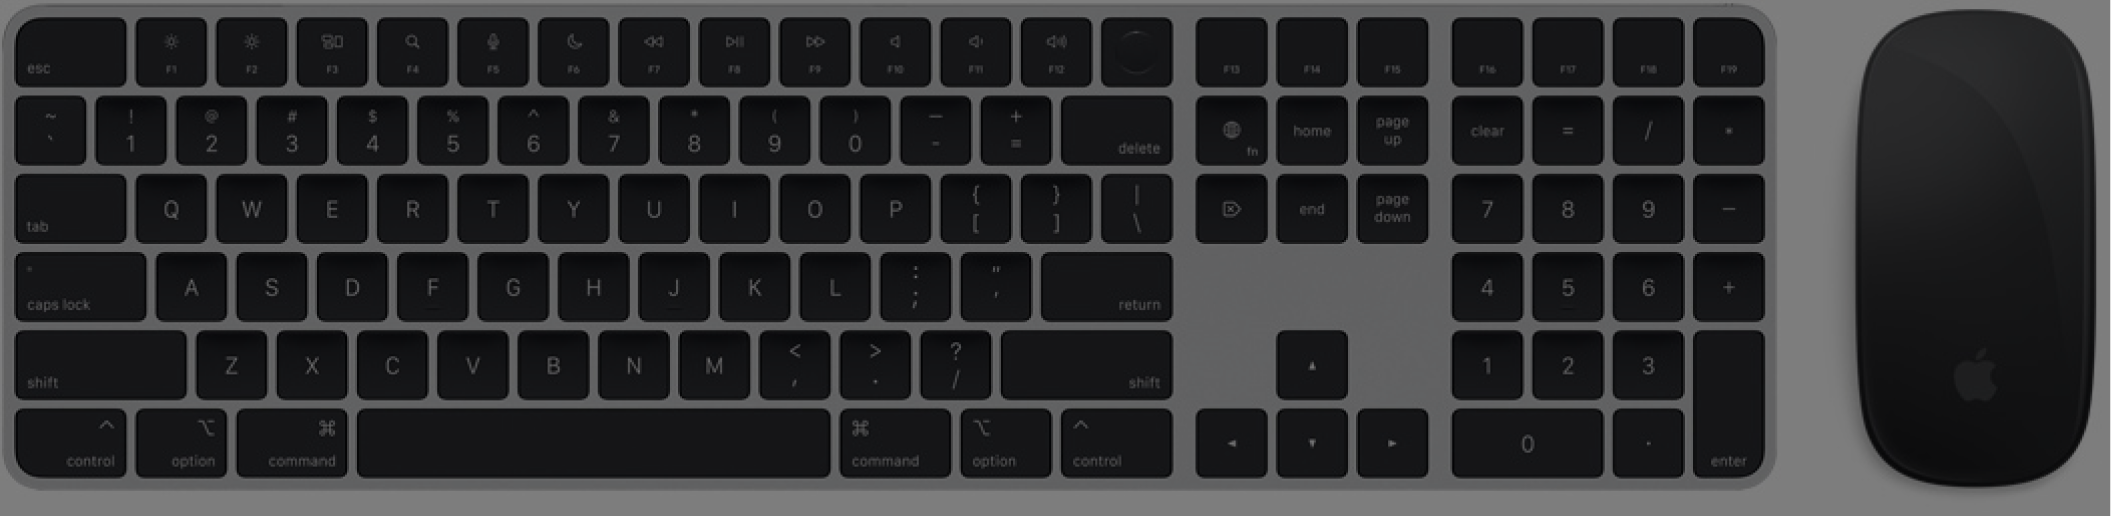 esc F1 F2 F3 F4 F5 F6 F7 F8 F9 F10 F11 F12 F13 F14 F15 F16 F17 F18 F19
~ ! @ # $ % ^ & * ( ) — + page
` 1 2 3 4 5 6 7 8 9 0 - = delete fn home up clear = / *
tab Q W E R T Y U I O P { } | page
[ ] \ end down 7 8 9 −
caps lock A S D F G H J K L : " return 4 5 6 +
; '
shift Z X C V B N M < > ? shift 1 2 3
, . /
^ ⌥ ⌘ ⌘ ⌥ ^ 0 .
control option command command option control enter